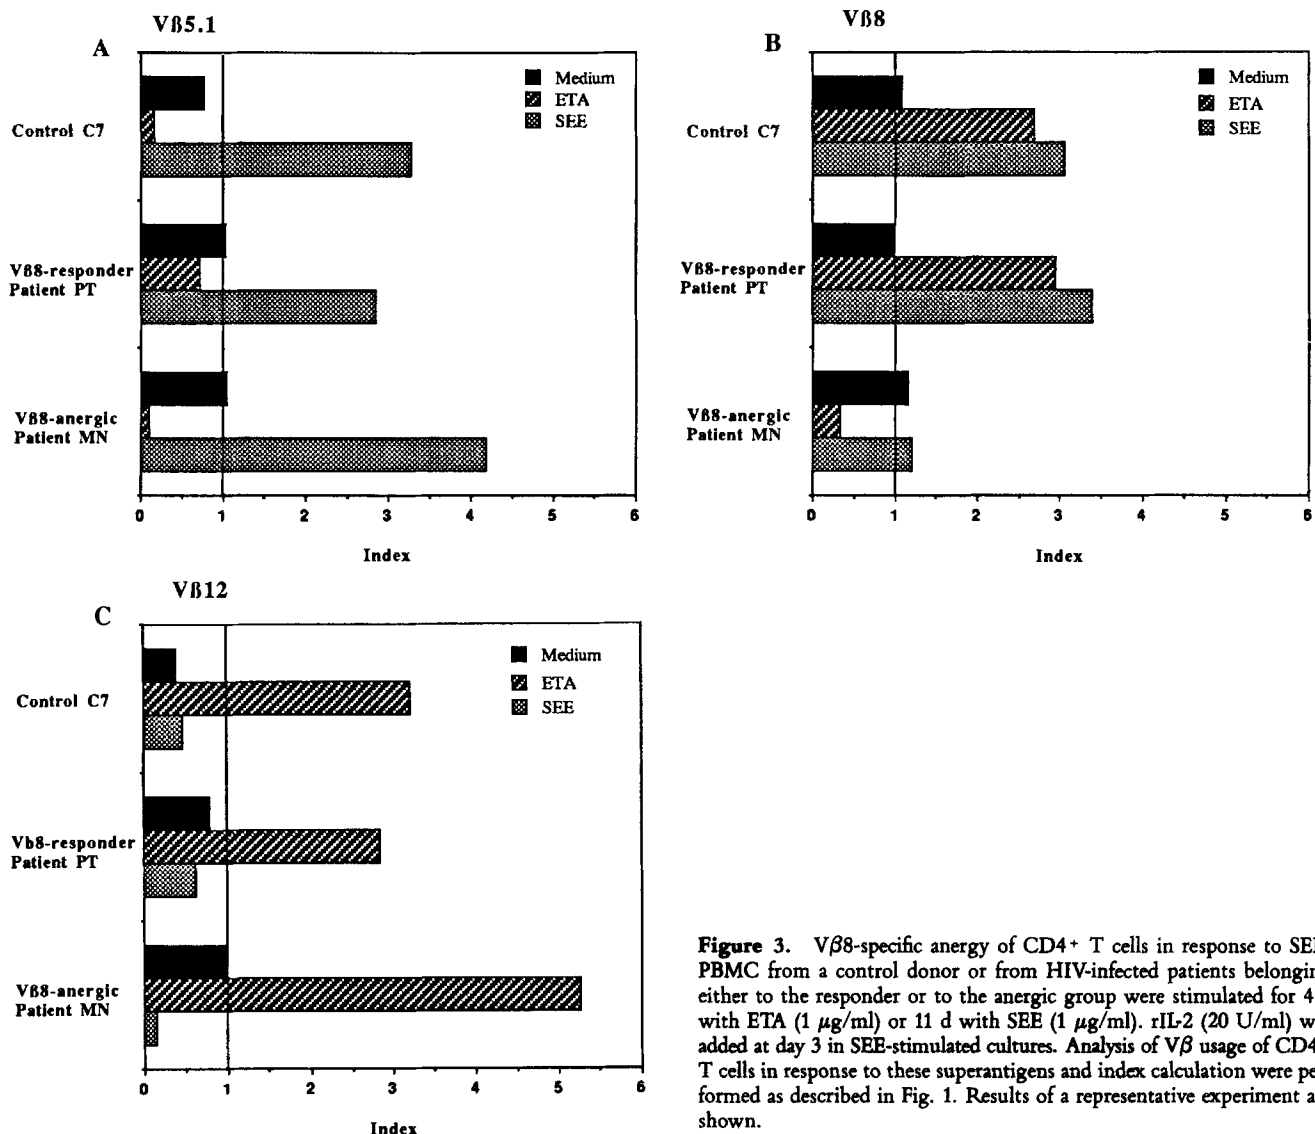 Vß5.1
A
Medium
ETA
SEE
Control C7
Vß8-responder
Patient PT
Vß8-anergic
Patient MN
0 1 2 3 4 5 6
Index
Vß8
B
Medium
ETA
SEE
Control C7
Vß8-responder
Patient PT
Vß8-anergic
Patient MN
0 1 2 3 4 5 6
Index
Vß12
C
Medium
ETA
SEE
Control C7
Vb8-responder
Patient PT
Vß8-anergic
Patient MN
0 1 2 3 4 5 6
Index
Figure 3. Vβ8-specific anergy of CD4+ T cells in response to SE
PBMC from a control donor or from HIV-infected patients belongin
either to the responder or to the anergic group were stimulated for 4
with ETA (1 μg/ml) or 11 d with SEE (1 μg/ml). rIL-2 (20 U/ml) w
added at day 3 in SEE-stimulated cultures. Analysis of Vβ usage of CD4
T cells in response to these superantigens and index calculation were pe
formed as described in Fig. 1. Results of a representative experiment a
shown.